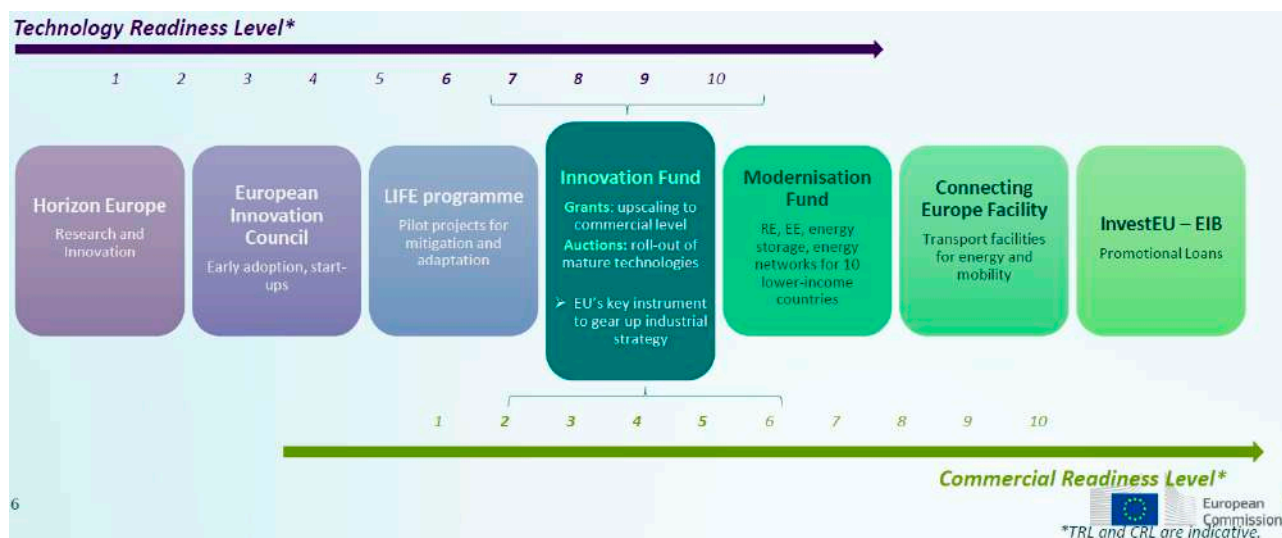 Technology Readiness Level*
1 2 3 4 5 6 7 8 9 10
Horizon Europe
Research and
Innovation
European
Innovation
Council
Early adoption, start-
ups
LIFE programme
Pilot projects for
mitigation and
adaptation
Innovation Fund
Grants: upscaling to
commercial level
Auctions: roll-out of
mature technologies
➢ EU's key instrument
to gear up industrial
strategy
Modernisation
Fund
RE, EE, energy
storage, energy
networks for 10
lower-income
countries
Connecting
Europe Facility
Transport facilities
for energy and
mobility
InvestEU – EIB
Promotional Loans
1 2 3 4 5 6 7 8 9 10
Commercial Readiness Level*
6
European
Commission
*TRL and CRL are indicative.